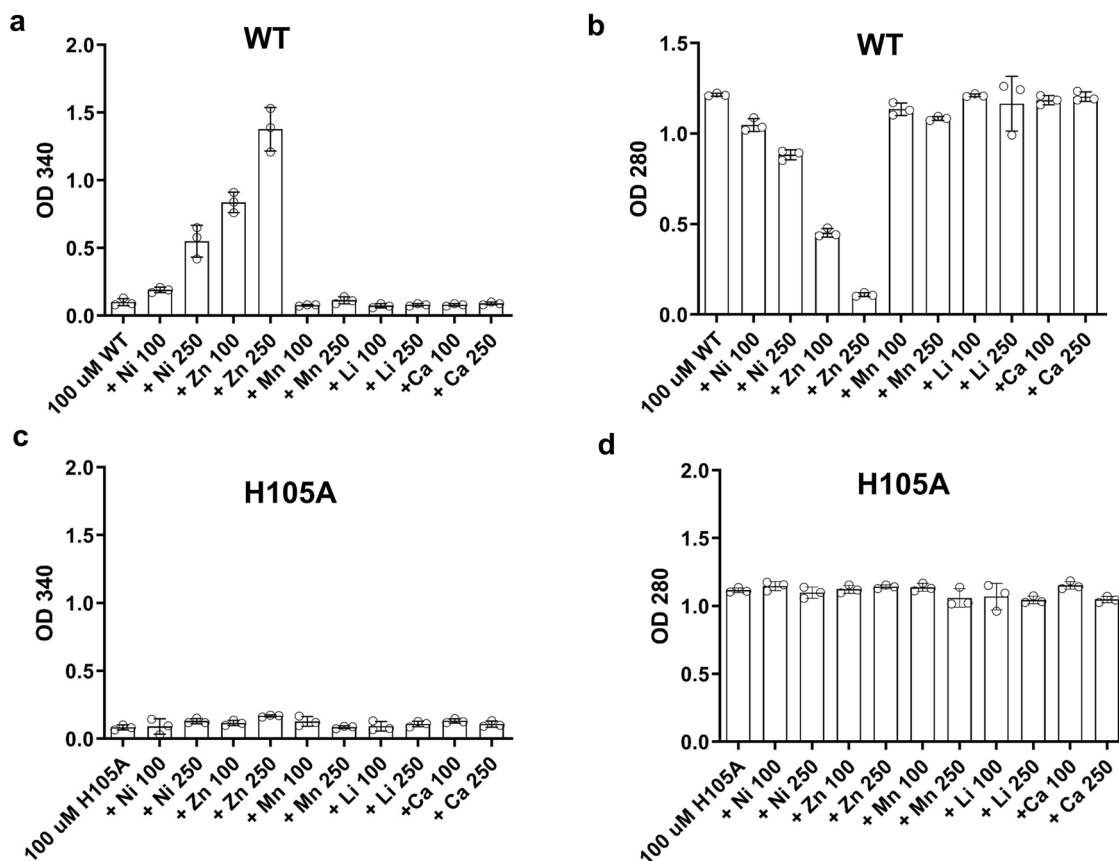 a
WT
OD 340
2.0
1.5
1.0
0.5
0.0
100 uM WT
+ Ni 100
+ Ni 250
+ Zn 100
+ Zn 250
+ Mn 100
+ Mn 250
+ Li 100
+ Li 250
+Ca 100
+ Ca 250
b
WT
OD 280
1.5
1.0
0.5
0.0
100 uM WT
+ Ni 100
+ Ni 250
+ Zn 100
+ Zn 250
+ Mn 100
+ Mn 250
+ Li 100
+ Li 250
+Ca 100
+ Ca 250
c
H105A
OD 340
2.0
1.5
1.0
0.5
0.0
100 uM H105A
+ Ni 100
+ Ni 250
+ Zn 100
+ Zn 250
+ Mn 100
+ Mn 250
+ Li 100
+ Li 250
+Ca 100
+ Ca 250
d
H105A
OD 280
2.0
1.5
1.0
0.5
0.0
100 uM H105A
+ Ni 100
+ Ni 250
+ Zn 100
+ Zn 250
+ Mn 100
+ Mn 250
+ Li 100
+ Li 250
+Ca 100
+ Ca 250